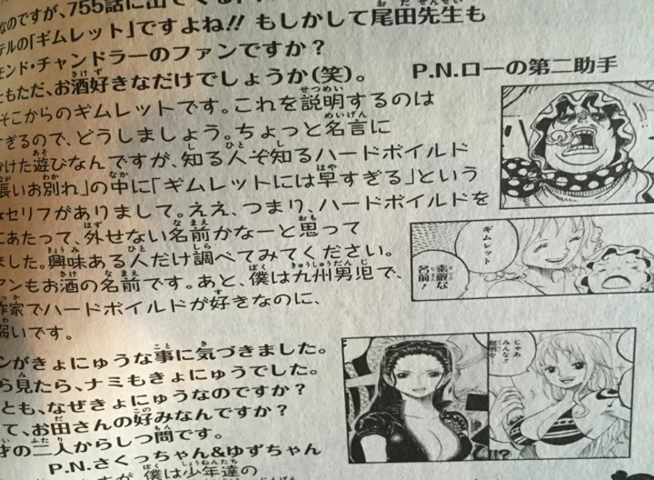 なのですが、755話に出てくる
テルの「ギムレット」ですよね!! もしかして尾田先生も
モンド・チャンドラーのファンですか?
ともただ、お酒好きなだけでしょうか(笑)。
P.N.ローの第二助手
そこからのギムレットです。これを説明するのは
すぎるので、どうしましょう。ちょっと名言に
かけた遊びなんですが、知る人ぞ知るハードボイルド
長いお別れ」の中に「ギムレットには早すぎる」という
なセリフがありまして。ええ、つまり、ハードボイルドを
にあたって、外せない名前かなーと思って
ました。興味ある人だけ調べてみてください。
アンもお酒の名前です。あと、僕は九州男児で、
作家でハードボイルドが好きなのに、
弱いです。
ギムレット
素敵な
名前!
ンがきょにゅうな事に気づきました。
ら見たら、ナミもきょにゅうでした。
とも、なぜきょにゅうなのですか?
て、お田さんの好みなんですか?
才の二人からしつ問です。
P.N.さくっちゃん&ゆずちゃん
僕は少年達の
じゃあ
みんな!!
!!?